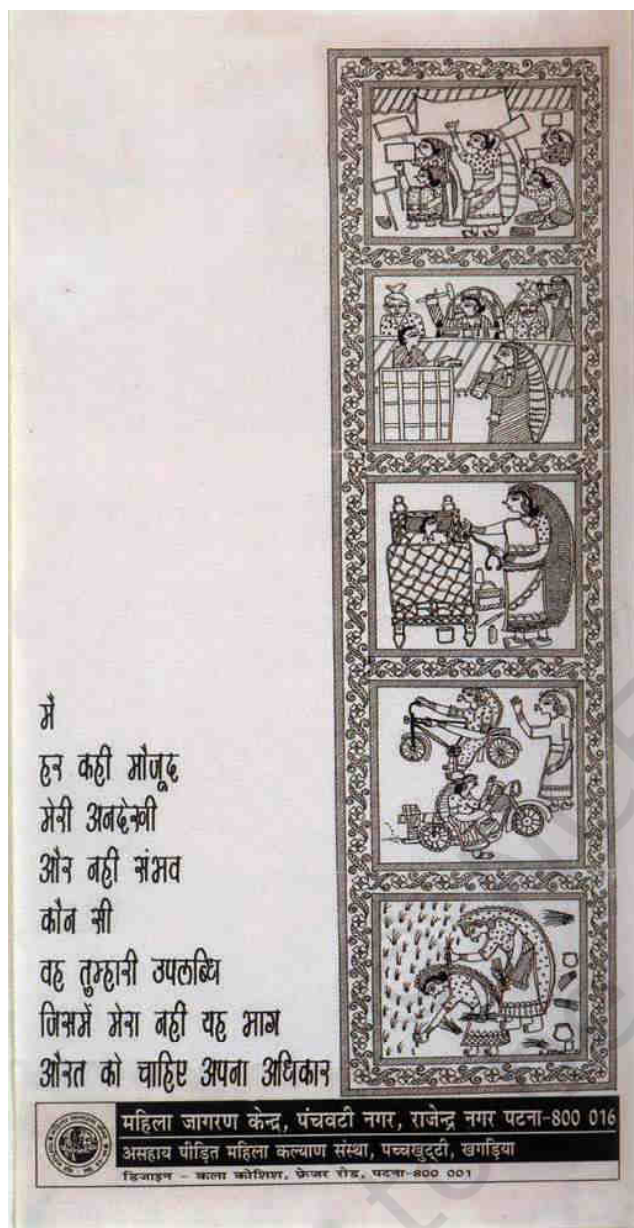 मैं
हर कहीं मौजूद
मेरी अनदेखी
और नहीं संभव
कौन सी
वह तुम्हारी उपलब्धि
जिसमें मेरा नहीं यह भाग
औरत को चाहिए अपना अधिकार
महिला जागरण केन्द्र, पंचवटी नगर, राजेन्द्र नगर पटना-800 016
असहाय पीड़ित महिला कल्याण संस्था, पच्चखुट्टी, खगड़िया
डिजाइन - कला कोशिश, फ्रेजर रोड, पटना-800 001